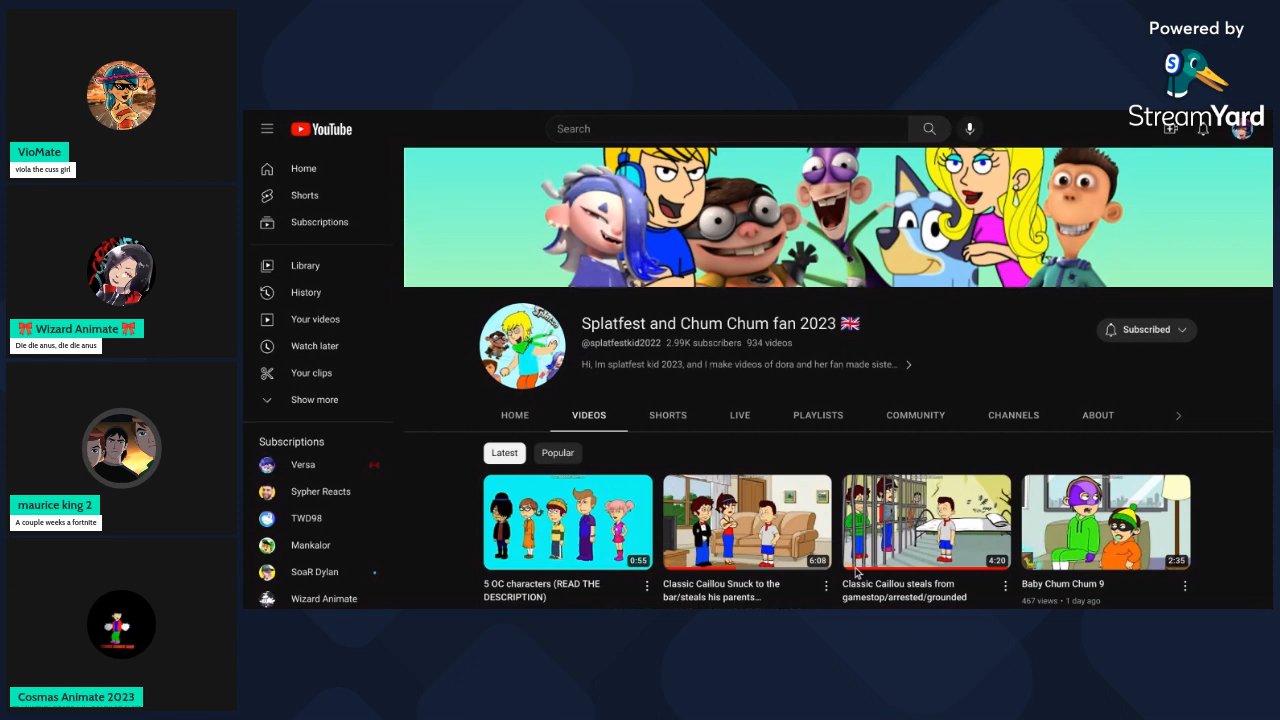 Powered by
S
StreamYard
VioMate
viola the cuss girl
Wizard Animate
Die die anus, die die anus
maurice king 2
A couple weeks a fortnite
Cosmas Animate 2023
YouTube
Search
Home
Shorts
Subscriptions
Library
History
Your videos
Watch later
Your clips
Show more
Subscriptions
Versa
Sypher Reacts
TWD98
Mankalor
SoaR Dylan
Wizard Animate
Splatfest and Chum Chum fan 2023 🇬🇧
@splatfestkid2022 2.99K subscribers 934 videos
Hi, Im splatfest kid 2023, and I make videos of dora and her fan made siste...
Subscribed
HOME VIDEOS SHORTS LIVE PLAYLISTS COMMUNITY CHANNELS ABOUT
Latest Popular
0:55
6:08
4:20
2:35
5 OC characters (READ THE
DESCRIPTION)
Classic Caillou Snuck to the
bar/steals his parents...
Classic Caillou steals from
gamestop/arrested/grounded
Baby Chum Chum 9
467 views • 1 day ago